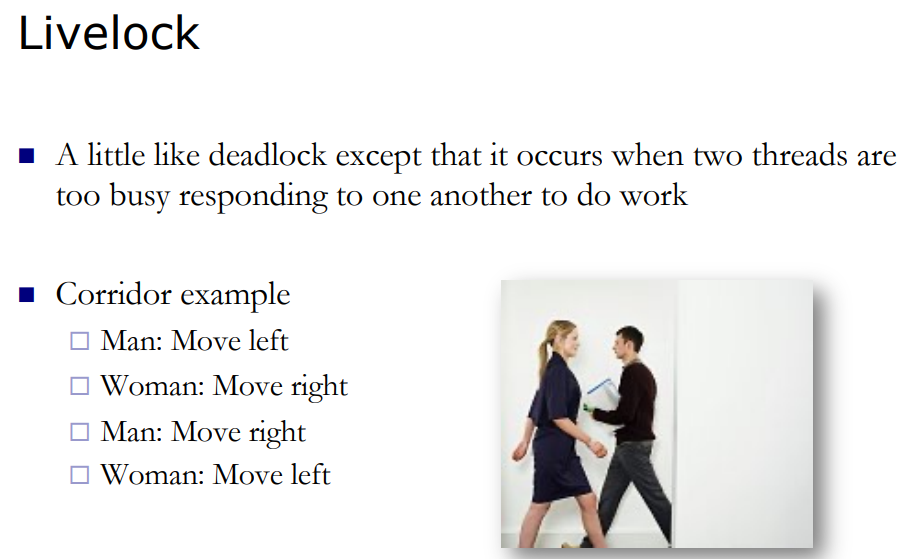 Livelock
A little like deadlock except that it occurs when two threads are
too busy responding to one another to do work
Corridor example
Man: Move left
Woman: Move right
Man: Move right
Woman: Move left